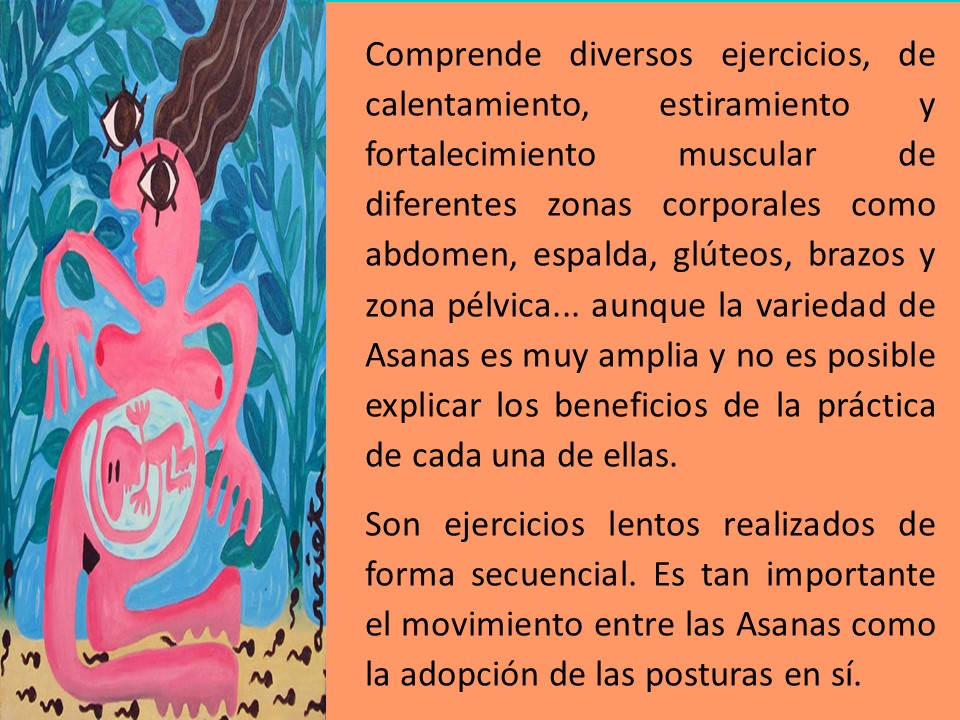 Comprende diversos ejercicios, de
calentamiento, estiramiento y
fortalecimiento muscular de
diferentes zonas corporales como
abdomen, espalda, glúteos, brazos y
zona pélvica... aunque la variedad de
Asanas es muy amplia y no es posible
explicar los beneficios de la práctica
de cada una de ellas.
Son ejercicios lentos realizados de
forma secuencial. Es tan importante
el movimiento entre las Asanas como
la adopción de las posturas en sí.
arrieta